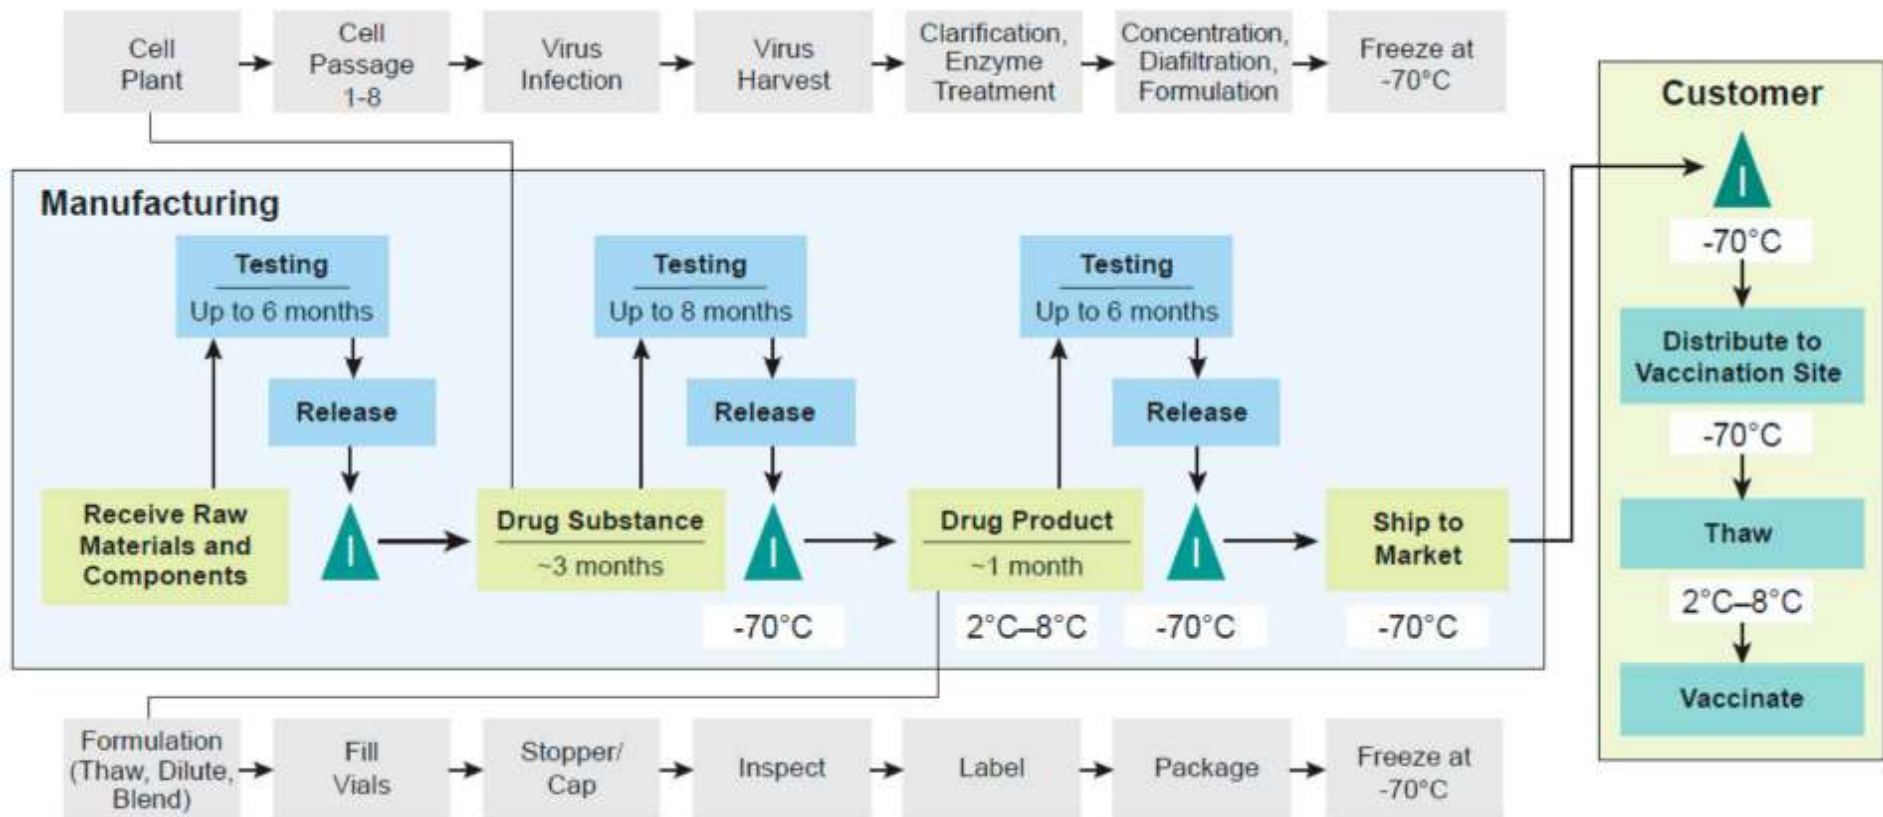 Cell
Plant
Cell
Passage
1-8
Virus
Infection
Virus
Harvest
Clarification,
Enzyme
Treatment
Concentration,
Diafiltration,
Formulation
Freeze at
-70°C
Manufacturing
Testing
Up to 6 months
Release
Receive Raw
Materials and
Components
I
Testing
Up to 8 months
Release
Drug Substance
~3 months
I
-70°C
Testing
Up to 6 months
Release
Drug Product
~1 month
2°C–8°C
I
-70°C
Ship to
Market
-70°C
Customer
I
-70°C
Distribute to
Vaccination Site
-70°C
Thaw
2°C–8°C
Vaccinate
Formulation
(Thaw, Dilute,
Blend)
Fill
Vials
Stopper/
Cap
Inspect
Label
Package
Freeze at
-70°C